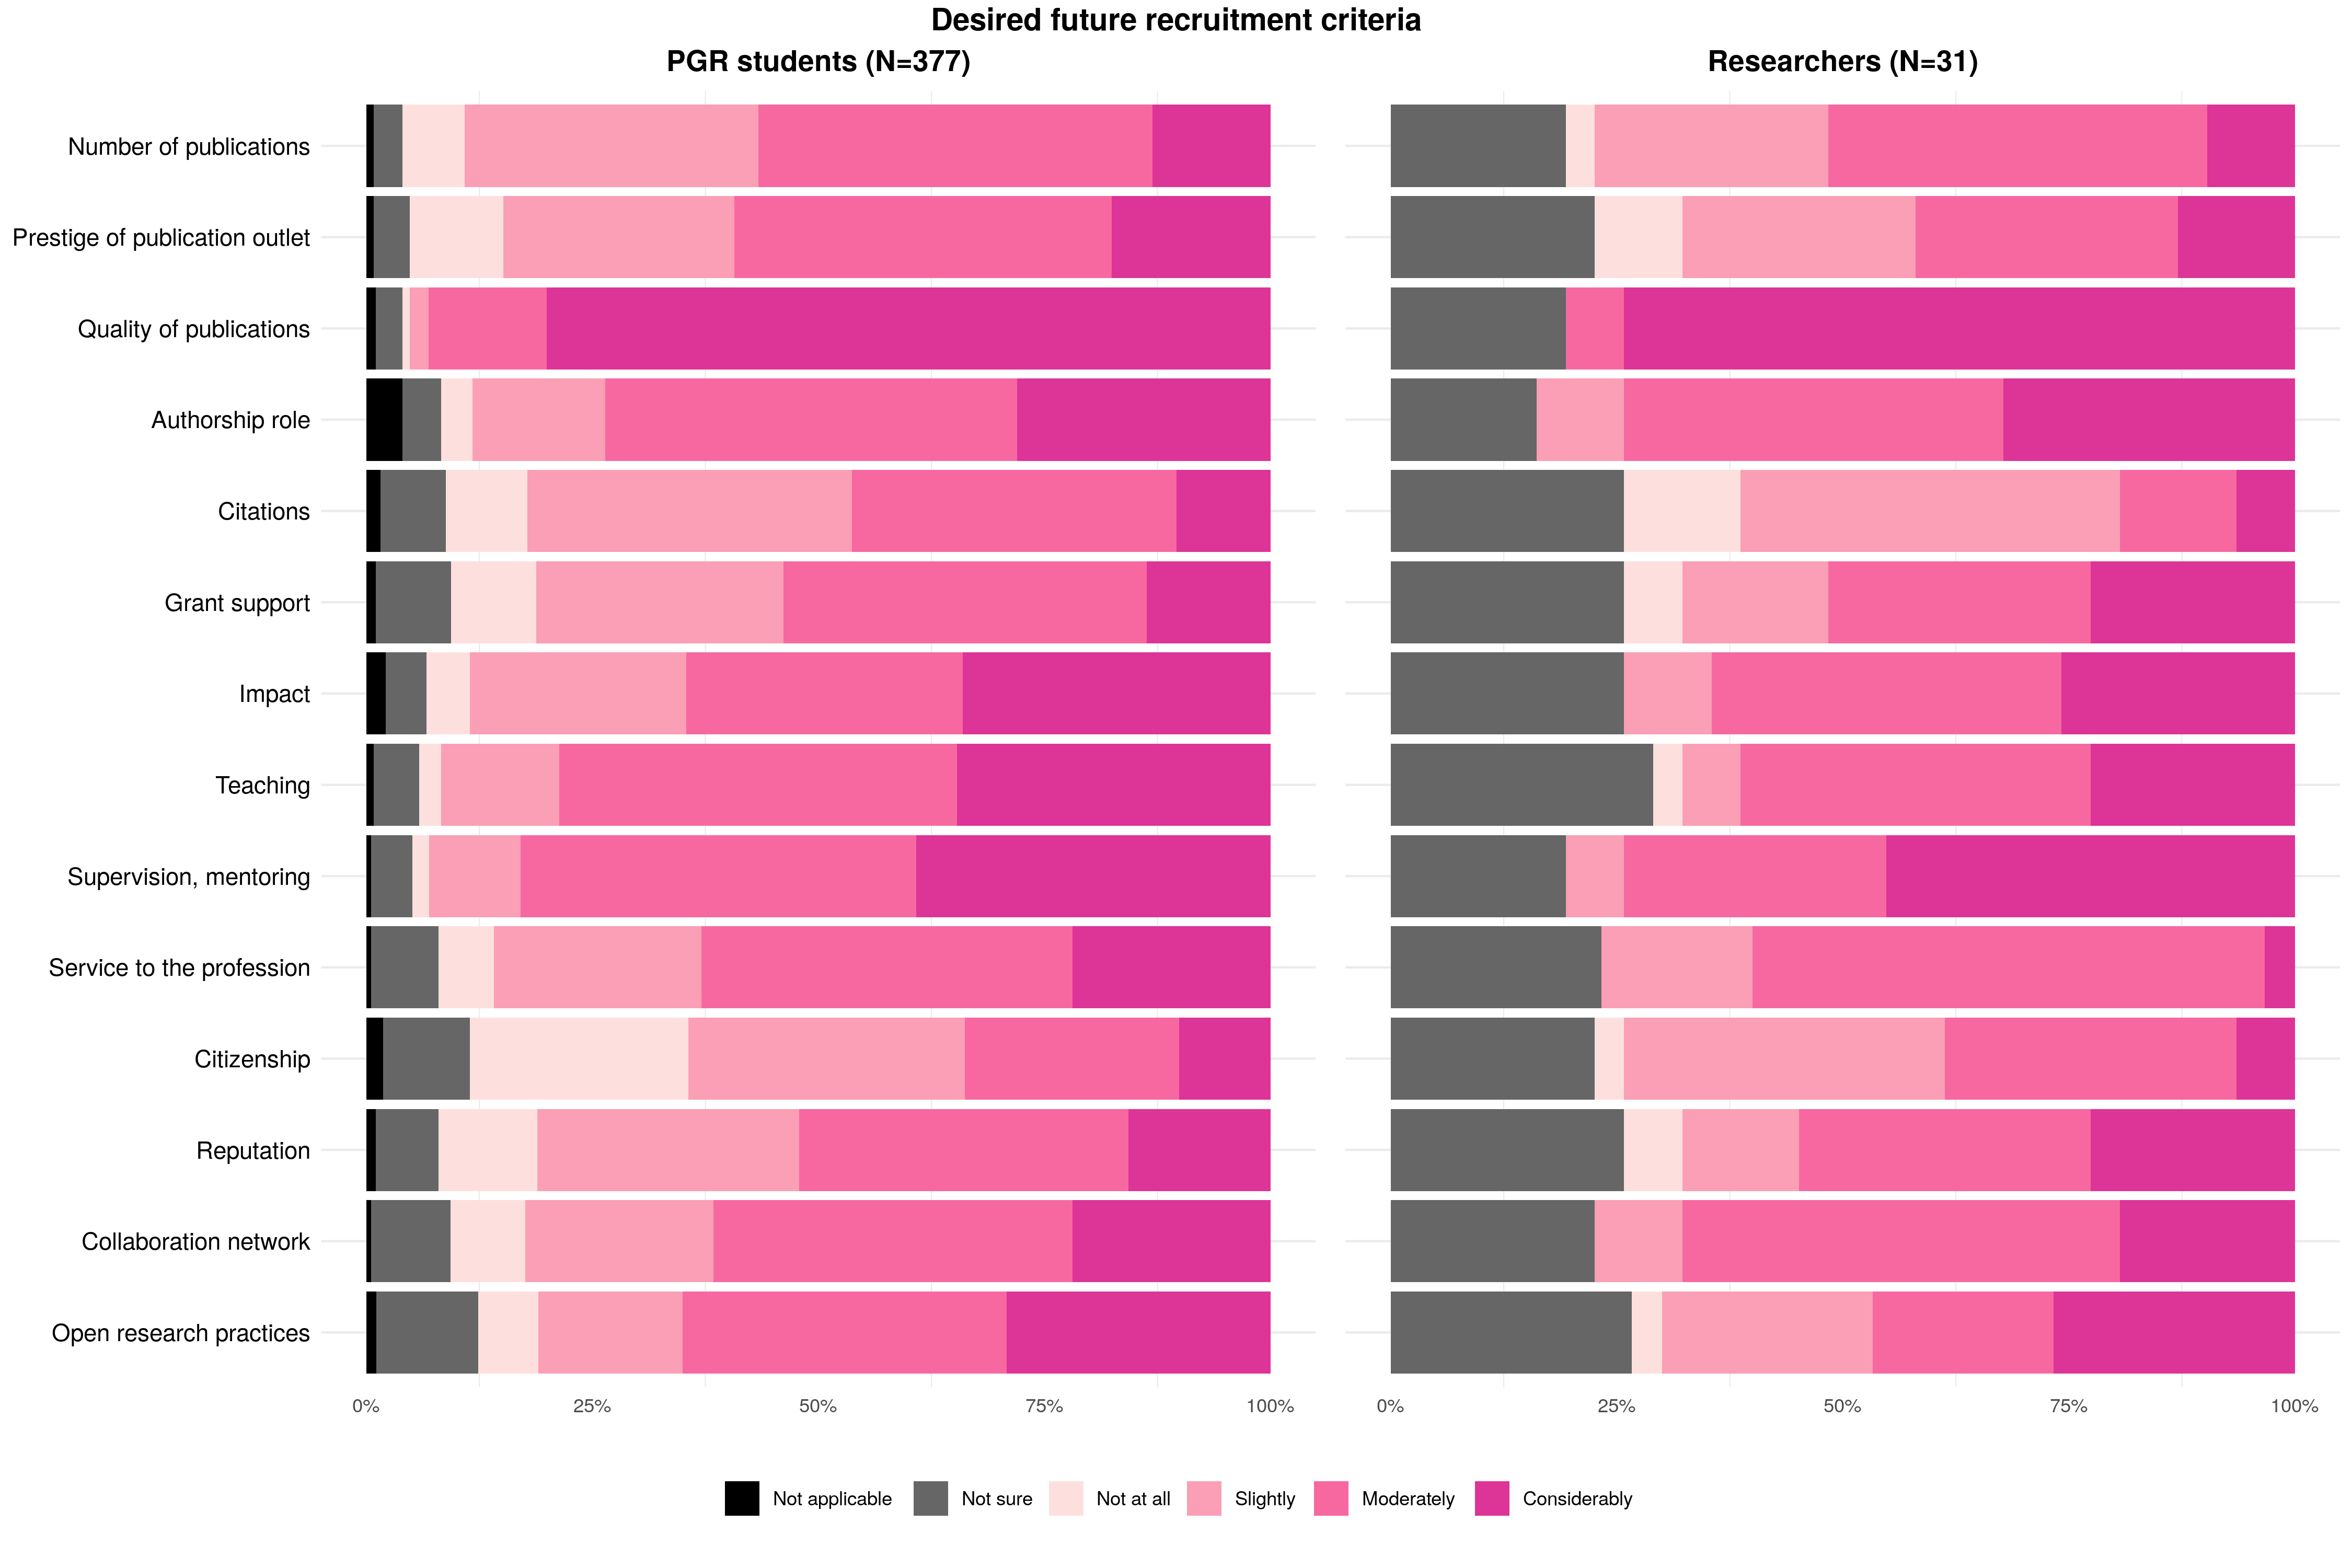 Desired future recruitment criteria
PGR students (N=377)
Researchers (N=31)
Number of publications
Prestige of publication outlet
Quality of publications
Authorship role
Citations
Grant support
Impact
Teaching
Supervision, mentoring
Service to the profession
Citizenship
Reputation
Collaboration network
Open research practices
0% 25% 50% 75% 100% 0% 25% 50% 75% 100%
Not applicable Not sure Not at all Slightly Moderately Considerably